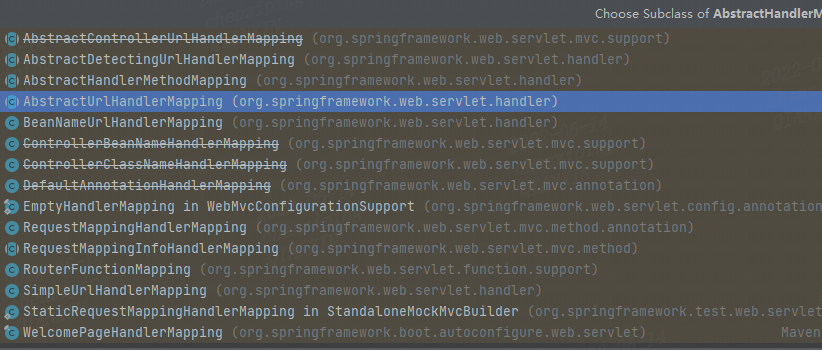 Choose Subclass of AbstractHandlerM
AbstractControllerUrlHandlerMapping (org.springframework.web.servlet.mvc.support)
AbstractDetectingUrlHandlerMapping (org.springframework.web.servlet.handler)
AbstractHandlerMethodMapping (org.springframework.web.servlet.handler)
AbstractUrlHandlerMapping (org.springframework.web.servlet.handler)
BeanNameUrlHandlerMapping (org.springframework.web.servlet.handler)
ControllerBeanNameHandlerMapping (org.springframework.web.servlet.mvc.support)
ControllerClassNameHandlerMapping (org.springframework.web.servlet.mvc.support)
DefaultAnnotationHandlerMapping (org.springframework.web.servlet.mvc.annotation)
EmptyHandlerMapping in WebMvcConfigurationSupport (org.springframework.web.servlet.config.annotation
RequestMappingHandlerMapping (org.springframework.web.servlet.mvc.method.annotation)
RequestMappingInfoHandlerMapping (org.springframework.web.servlet.mvc.method)
RouterFunctionMapping (org.springframework.web.servlet.function.support)
SimpleUrlHandlerMapping (org.springframework.web.servlet.handler)
StaticRequestMappingHandlerMapping in StandaloneMockMvcBuilder (org.springframework.test.web.servlet
WelcomePageHandlerMapping (org.springframework.boot.autoconfigure.web.servlet) Maven